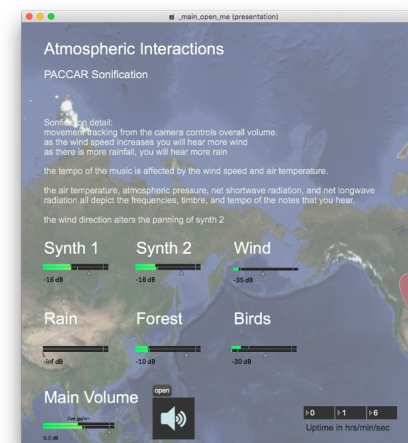 _main_open_me (presentation)
Atmospheric Interactions
PACCAR Sonification
Sonfication detail:
movement tracking from the camera controls overall volume.
as the wind speed increases you will hear more wind
as there is more rainfall, you will hear more rain
the tempo of the music is affected by the wind speed and air temperature.
the air temperature, atmospheric pressure, net shortwave radiation, and net longwave
radiation all depict the frequencies, timbre, and tempo of the notes that you hear.
the wind direction alters the panning of synth 2
Synth 1 Synth 2 Wind
-16 dB -16 dB -35 dB
Rain Forest Birds
-inf dB -10 dB -30 dB
Main Volume open
live.gain~
0.0 dB
0 1 6
Uptime in hrs/min/sec